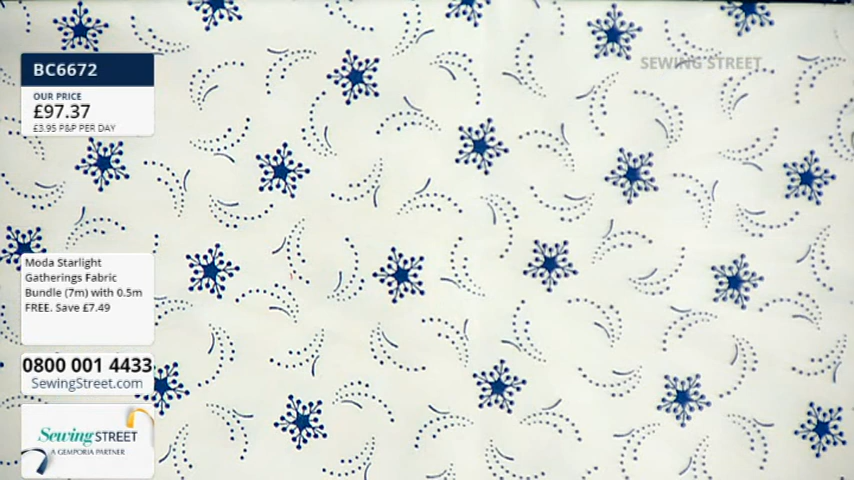 BC6672
OUR PRICE
£97.37
£3.95 P&P PER DAY
SEWING STREET
Moda Starlight
Gatherings Fabric
Bundle (7m) with 0.5m
FREE. Save £7.49
0800 001 4433
SewingStreet.com
Sewing STREET
A GEMPORIA PARTNER